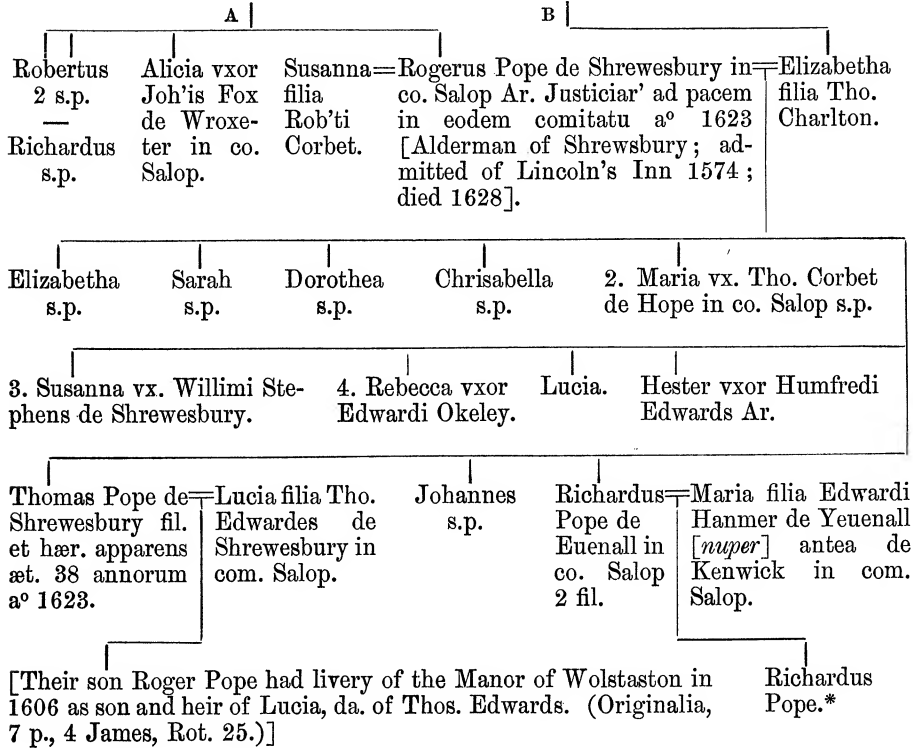 A B
Robertus
2 s.p.
—
Richardus
s.p.
Alicia vxor
Joh'is Fox
de Wroxe-
ter in co.
Salop.
Susanna=Rogerus Pope de Shrewesbury in=Elizabetha
filia
Rob'ti
Corbet.
co. Salop Ar. Justiciar' ad pacem
in eodem comitatu aº 1623
[Alderman of Shrewsbury; ad-
mitted of Lincoln's Inn 1574;
died 1628].
filia Tho.
Charlton.
Elizabetha
s.p.
Sarah
s.p.
Dorothea
s.p.
Chrisabella
s.p.
2. Maria vx. Tho. Corbet
de Hope in co. Salop s.p.
3. Susanna vx. Willimi Ste-
phens de Shrewesbury.
4. Rebecca vxor
Edwardi Okeley.
Lucia.
Hester vxor Humfredi
Edwards Ar.
Thomas Pope de=Lucia filia Tho.
Shrewesbury fil.
et hær. apparens
æt. 38 annorum
aº 1623.
Edwardes de
Shrewesbury in
com. Salop.
Johannes
s.p.
Richardus=Maria filia Edwardi
Pope de
Euenall in
co. Salop
2 fil.
Hanmer de Yeuenall
[nuper] antea de
Kenwick in com.
Salop.
[Their son Roger Pope had livery of the Manor of Wolstaston in
1606 as son and heir of Lucia, da. of Thos. Edwards. (Originalia,
7 p., 4 James, Rot. 25.)]
Richardus
Pope.*